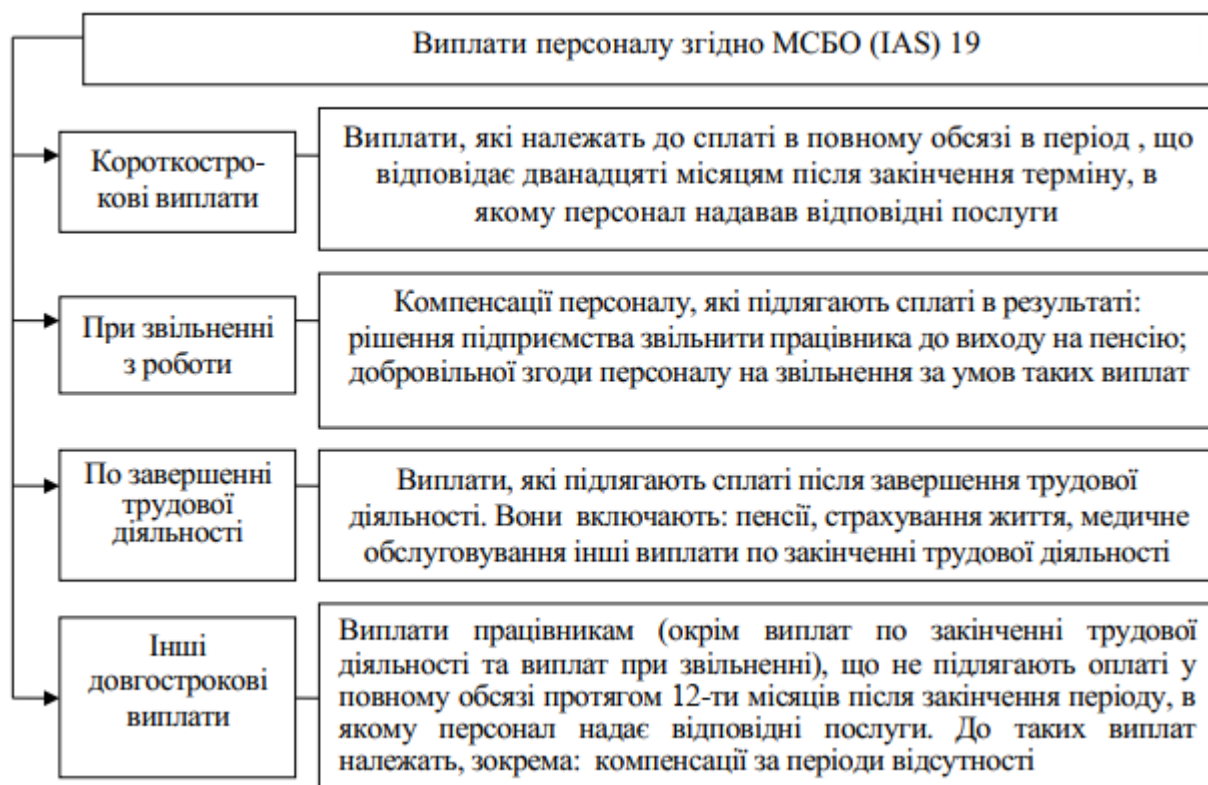 Виплати персоналу згідно МСБО (IAS) 19
Короткостро-
кові виплати
Виплати, які належать до сплаті в повному обсязі в період , що
відповідає дванадцяти місяцям після закінчення терміну, в
якому персонал надавав відповідні послуги
При звільненні
з роботи
Компенсації персоналу, які підлягають сплаті в результаті:
рішення підприємства звільнити працівника до виходу на пенсію;
добровільної згоди персоналу на звільнення за умов таких виплат
По завершенні
трудової
діяльності
Виплати, які підлягають сплаті після завершення трудової
діяльності. Вони включають: пенсії, страхування життя, медичне
обслуговування інші виплати по закінченні трудової діяльності
Інші
довгострокові
виплати
Виплати працівникам (окрім виплат по закінченні трудової
діяльності та виплат при звільненні), що не підлягають оплаті у
повному обсязі протягом 12-ти місяців після закінчення періоду, в
якому персонал надає відповідні послуги. До таких виплат
належать, зокрема: компенсації за періоди відсутності